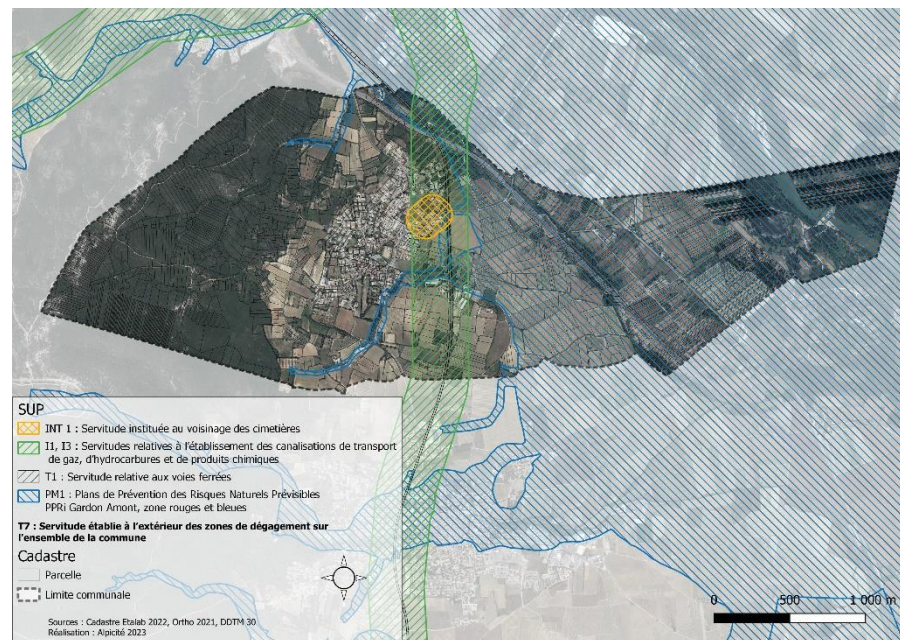 SUP
INT 1 : Servitude instituée au voisinage des cimetières
I1, I3 : Servitudes relatives à l'établissement des canalisations de transport
de gaz, d'hydrocarbures et de produits chimiques
T1 : Servitude relative aux voies ferrées
PM1 : Plans de Prévention des Risques Naturels Prévisibles
PPRi Gardon Amont, zone rouges et bleues
T7 : Servitude établie à l'extérieur des zones de dégagement sur
l'ensemble de la commune
Cadastre
Parcelle
Limite communale
Sources : Cadastre Etalab 2022, Ortho 2021, DDTM 30
Réalisation : Alpicité 2023
0 500 1 000 m